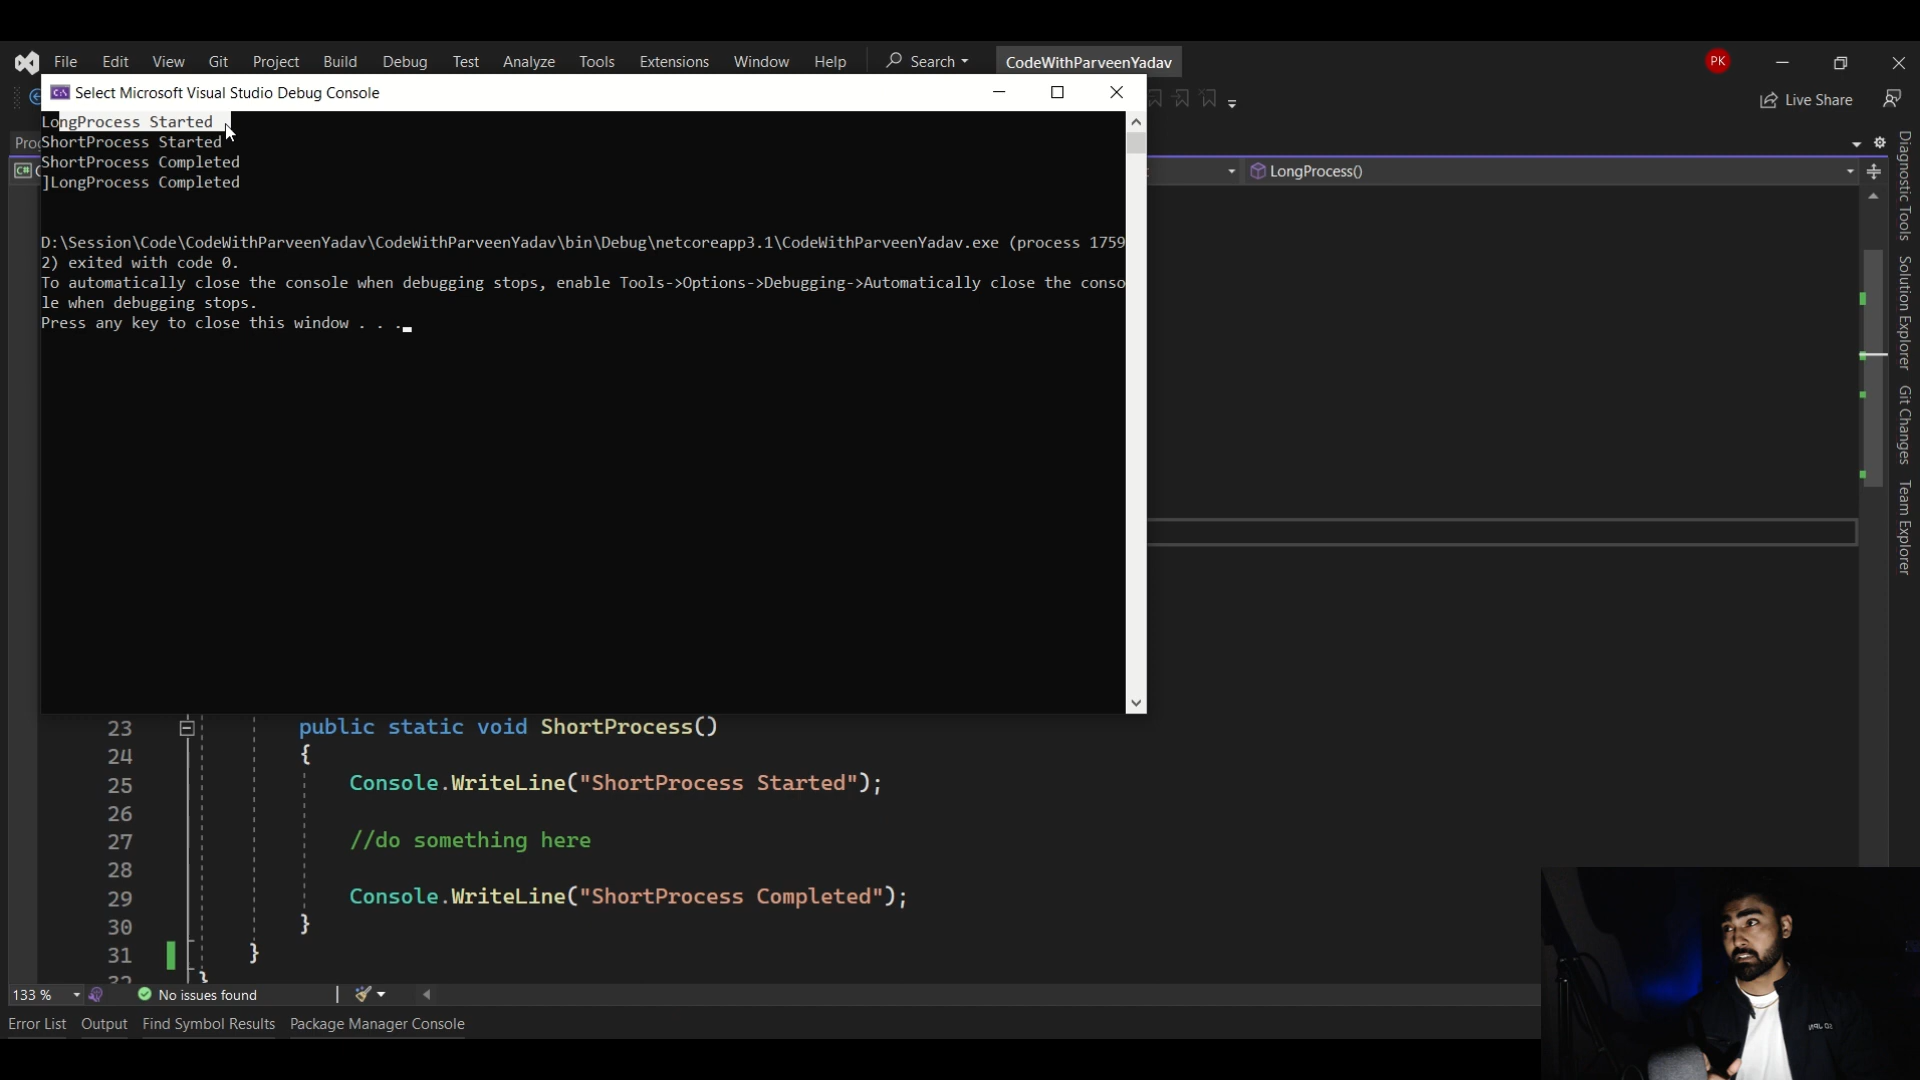 File Edit View Git Project Build Debug Test Analyze Tools Extensions Window Help Search CodeWithParveenYadav PK
Select Microsoft Visual Studio Debug Console
Live Share
LongProcess Started
ShortProcess Started
ShortProcess Completed
]LongProcess Completed
LongProcess()
D:\Session\Code\CodeWithParveenYadav\CodeWithParveenYadav\bin\Debug\netcoreapp3.1\CodeWithParveenYadav.exe (process 1759
2) exited with code 0.
To automatically close the console when debugging stops, enable Tools->Options->Debugging->Automatically close the conso
le when debugging stops.
Press any key to close this window . . .
Diagnostic Tools
Solution Explorer
Git Changes
Team Explorer
23 public static void ShortProcess()
24 {
25 Console.WriteLine("ShortProcess Started");
26
27 //do something here
28
29 Console.WriteLine("ShortProcess Completed");
30 }
31 }
32 }
133 % No issues found
Error List Output Find Symbol Results Package Manager Console